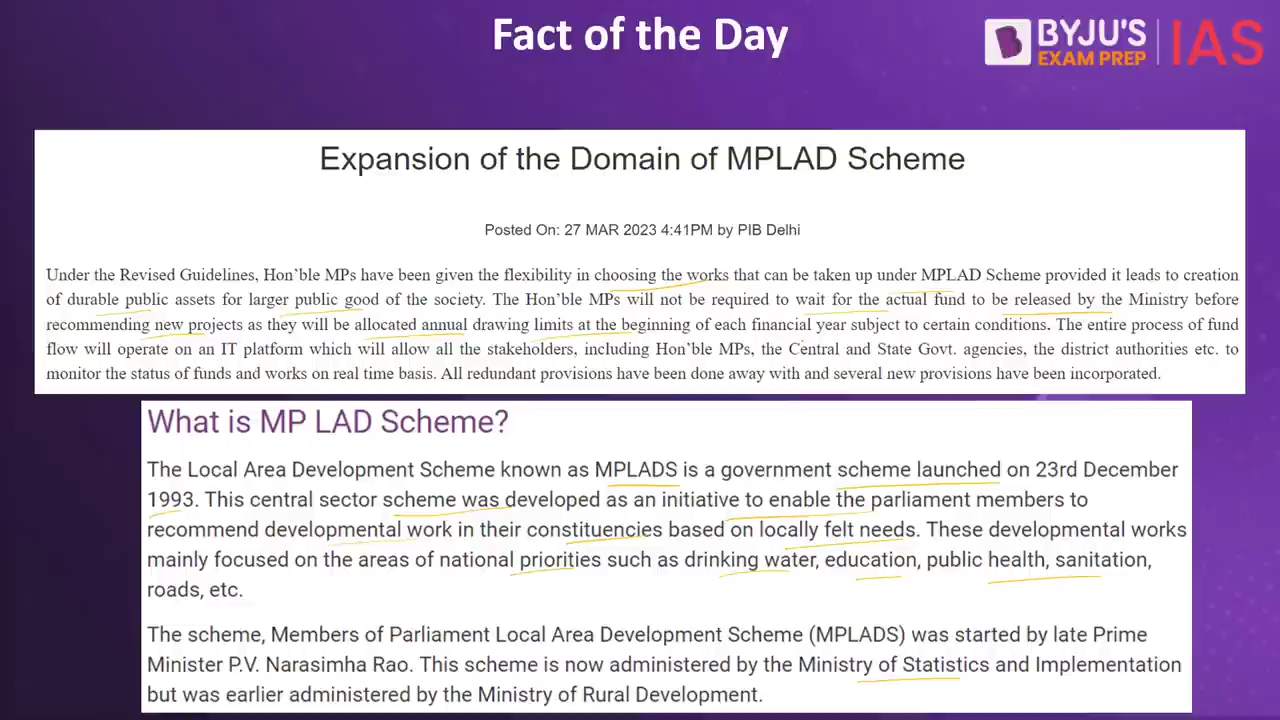 Fact of the Day
BYJU'S
EXAM PREP
IAS
Expansion of the Domain of MPLAD Scheme
Posted On: 27 MAR 2023 4:41PM by PIB Delhi
Under the Revised Guidelines, Hon'ble MPs have been given the flexibility in choosing the works that can be taken up under MPLAD Scheme provided it leads to creation
of durable public assets for larger public good of the society. The Hon'ble MPs will not be required to wait for the actual fund to be released by the Ministry before
recommending new projects as they will be allocated annual drawing limits at the beginning of each financial year subject to certain conditions. The entire process of fund
flow will operate on an IT platform which will allow all the stakeholders, including Hon'ble MPs, the Central and State Govt. agencies, the district authorities etc. to
monitor the status of funds and works on real time basis. All redundant provisions have been done away with and several new provisions have been incorporated.
What is MP LAD Scheme?
The Local Area Development Scheme known as MPLADS is a government scheme launched on 23rd December
1993. This central sector scheme was developed as an initiative to enable the parliament members to
recommend developmental work in their constituencies based on locally felt needs. These developmental works
mainly focused on the areas of national priorities such as drinking water, education, public health, sanitation,
roads, etc.
The scheme, Members of Parliament Local Area Development Scheme (MPLADS) was started by late Prime
Minister P.V. Narasimha Rao. This scheme is now administered by the Ministry of Statistics and Implementation
but was earlier administered by the Ministry of Rural Development.